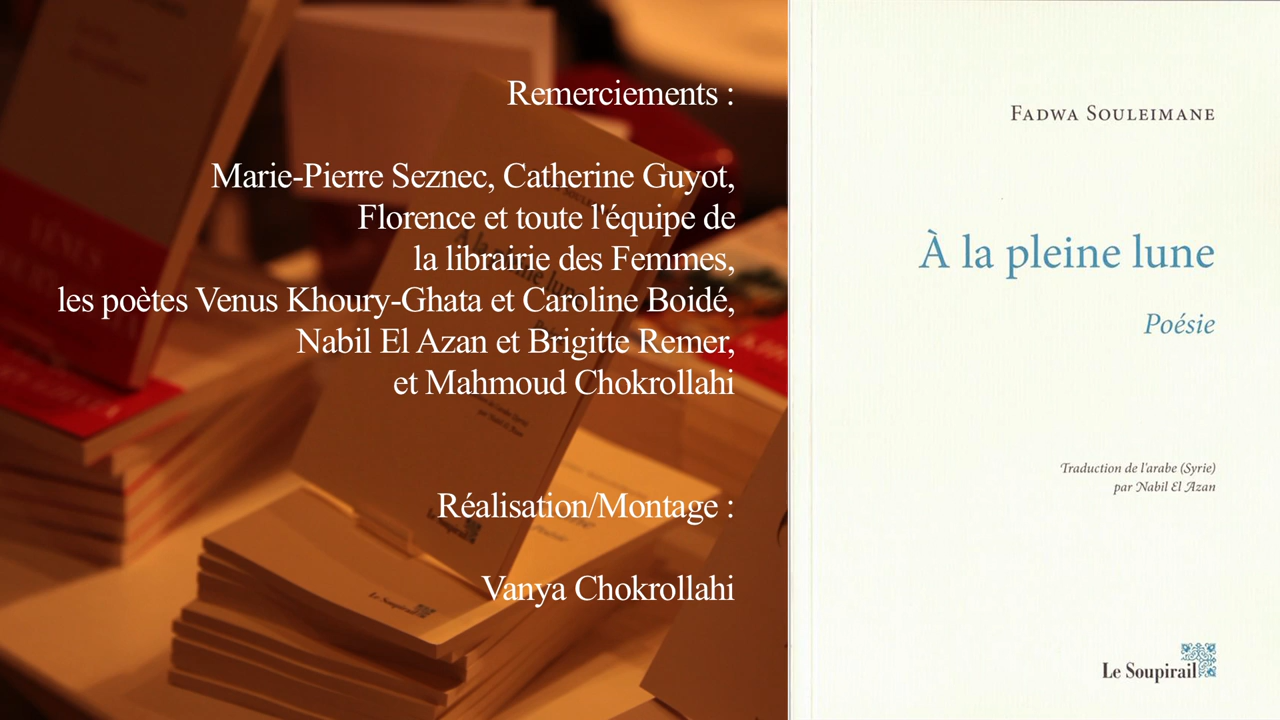 Remerciements :
Marie-Pierre Seznec, Catherine Guyot,
Florence et toute l'équipe de
la librairie des Femmes,
les poètes Venus Khoury-Ghata et Caroline Boidé,
Nabil El Azan et Brigitte Remer,
et Mahmoud Chokrollahi
Réalisation/Montage :
Vanya Chokrollahi
Le Soupirail
FADWA SOULEIMANE
À la pleine lune
Poésie
Traduction de l'arabe (Syrie)
par Nabil El Azan
Le Soupirail